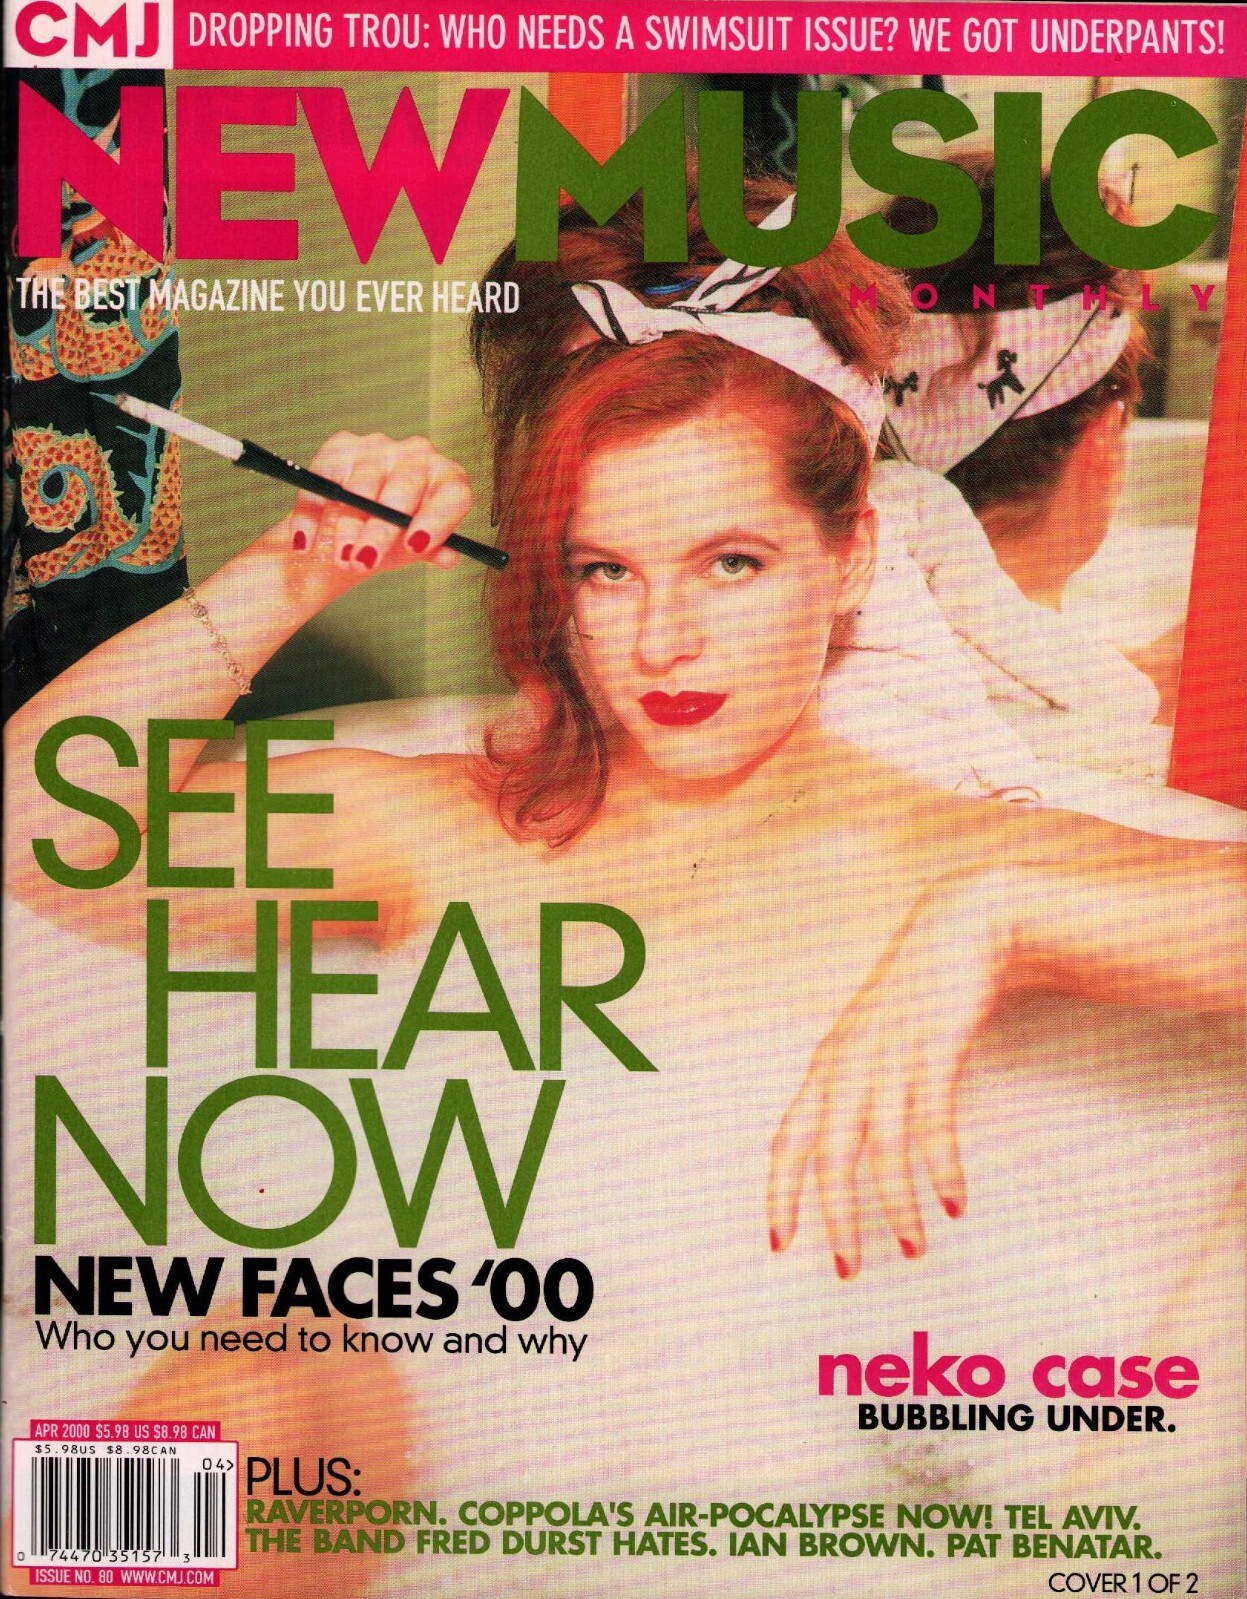 CMJ
DROPPING TROU: WHO NEEDS A SWIMSUIT ISSUE? WE GOT UNDERPANTS!
NEW MUSIC
MONTHLY
THE BEST MAGAZINE YOU EVER HEARD
SEE
HEAR
NOW
NEW FACES '00
Who you need to know and why
neko case
BUBBLING UNDER.
APR 2000 $5.98 US $8.98 CAN
$5.98US $8.98CAN
04>
0 74470 35157 3
ISSUE NO. 80 WWW.CMJ.COM
PLUS:
RAVERPORN. COPPOLA'S AIR-POCALYPSE NOW! TEL AVIV.
THE BAND FRED DURST HATES. IAN BROWN. PAT BENATAR.
COVER 1 OF 2